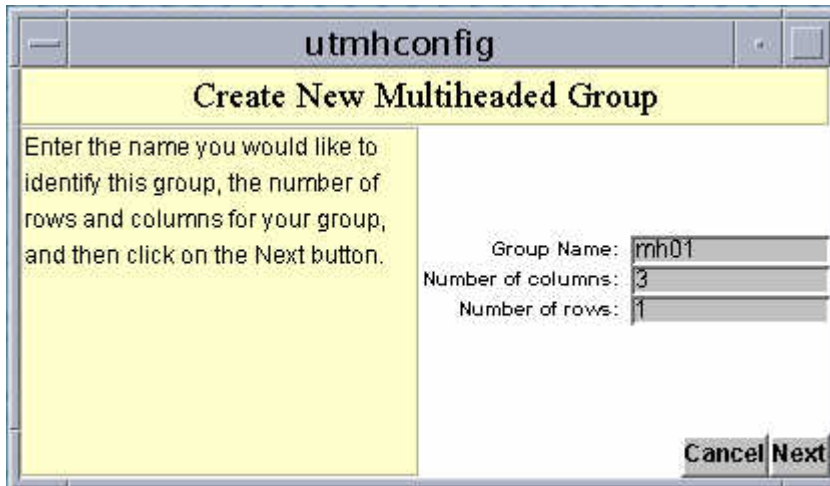 utmhconfig
Create New Multiheaded Group
Enter the name you would like to
identify this group, the number of
rows and columns for your group,
and then click on the Next button.
Group Name: mh01
Number of columns: 3
Number of rows: 1
Cancel Next